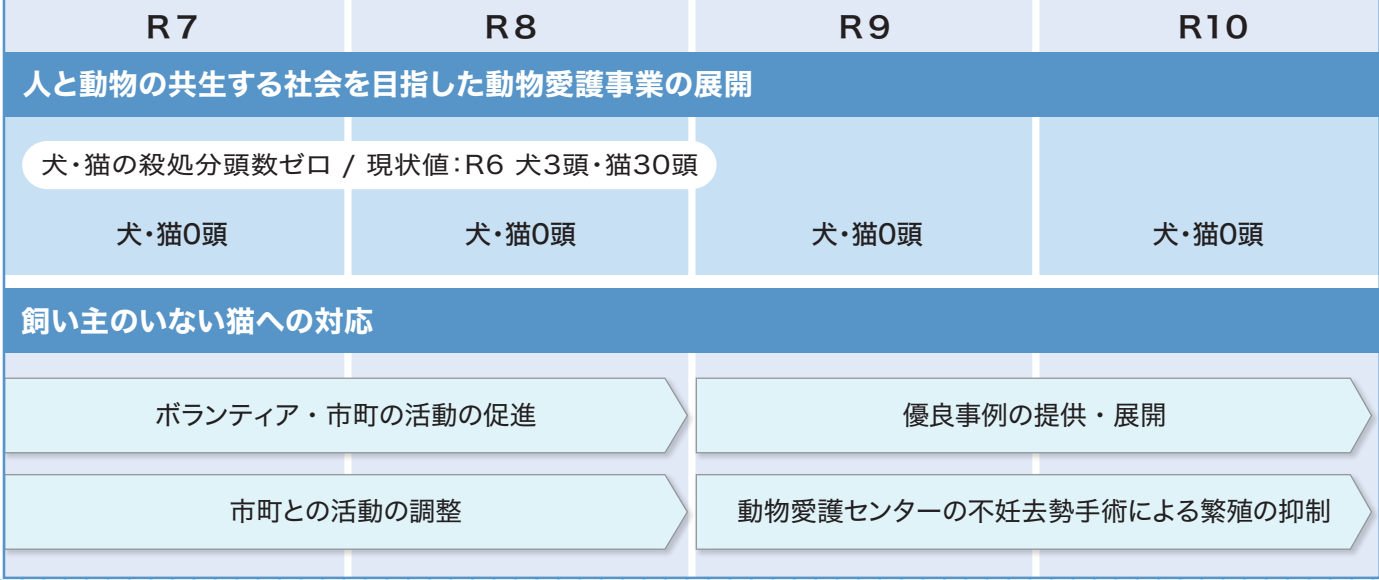 R7 R8 R9 R10
人と動物の共生する社会を目指した動物愛護事業の展開
犬・猫の殺処分頭数ゼロ / 現状値:R6 犬3頭・猫30頭
犬・猫0頭 犬・猫0頭 犬・猫0頭 犬・猫0頭
飼い主のいない猫への対応
ボランティア・市町の活動の促進 優良事例の提供・展開
市町との活動の調整 動物愛護センターの不妊去勢手術による繁殖の抑制